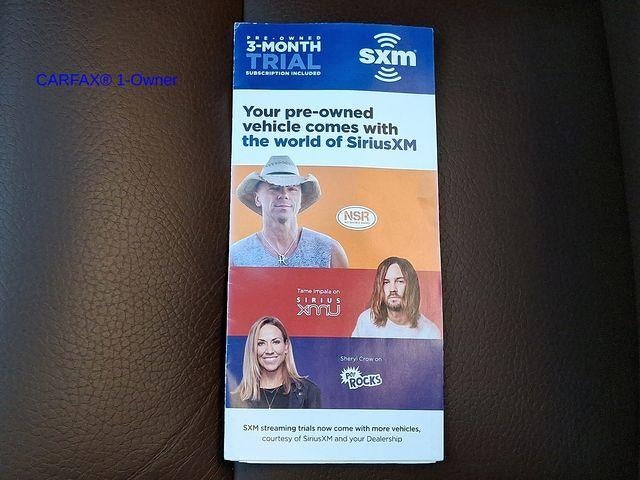 PRE-OWNED
3-MONTH
TRIAL
SUBSCRIPTION INCLUDED
sxm
CARFAX® 1-Owner
Your pre-owned
vehicle comes with
the world of SiriusXM
NSR
Tame Impala on
SIRIUS
xmu
Sheryl Crow on
POP
ROCKS
SXM streaming trials now come with more vehicles,
courtesy of SiriusXM and your Dealership